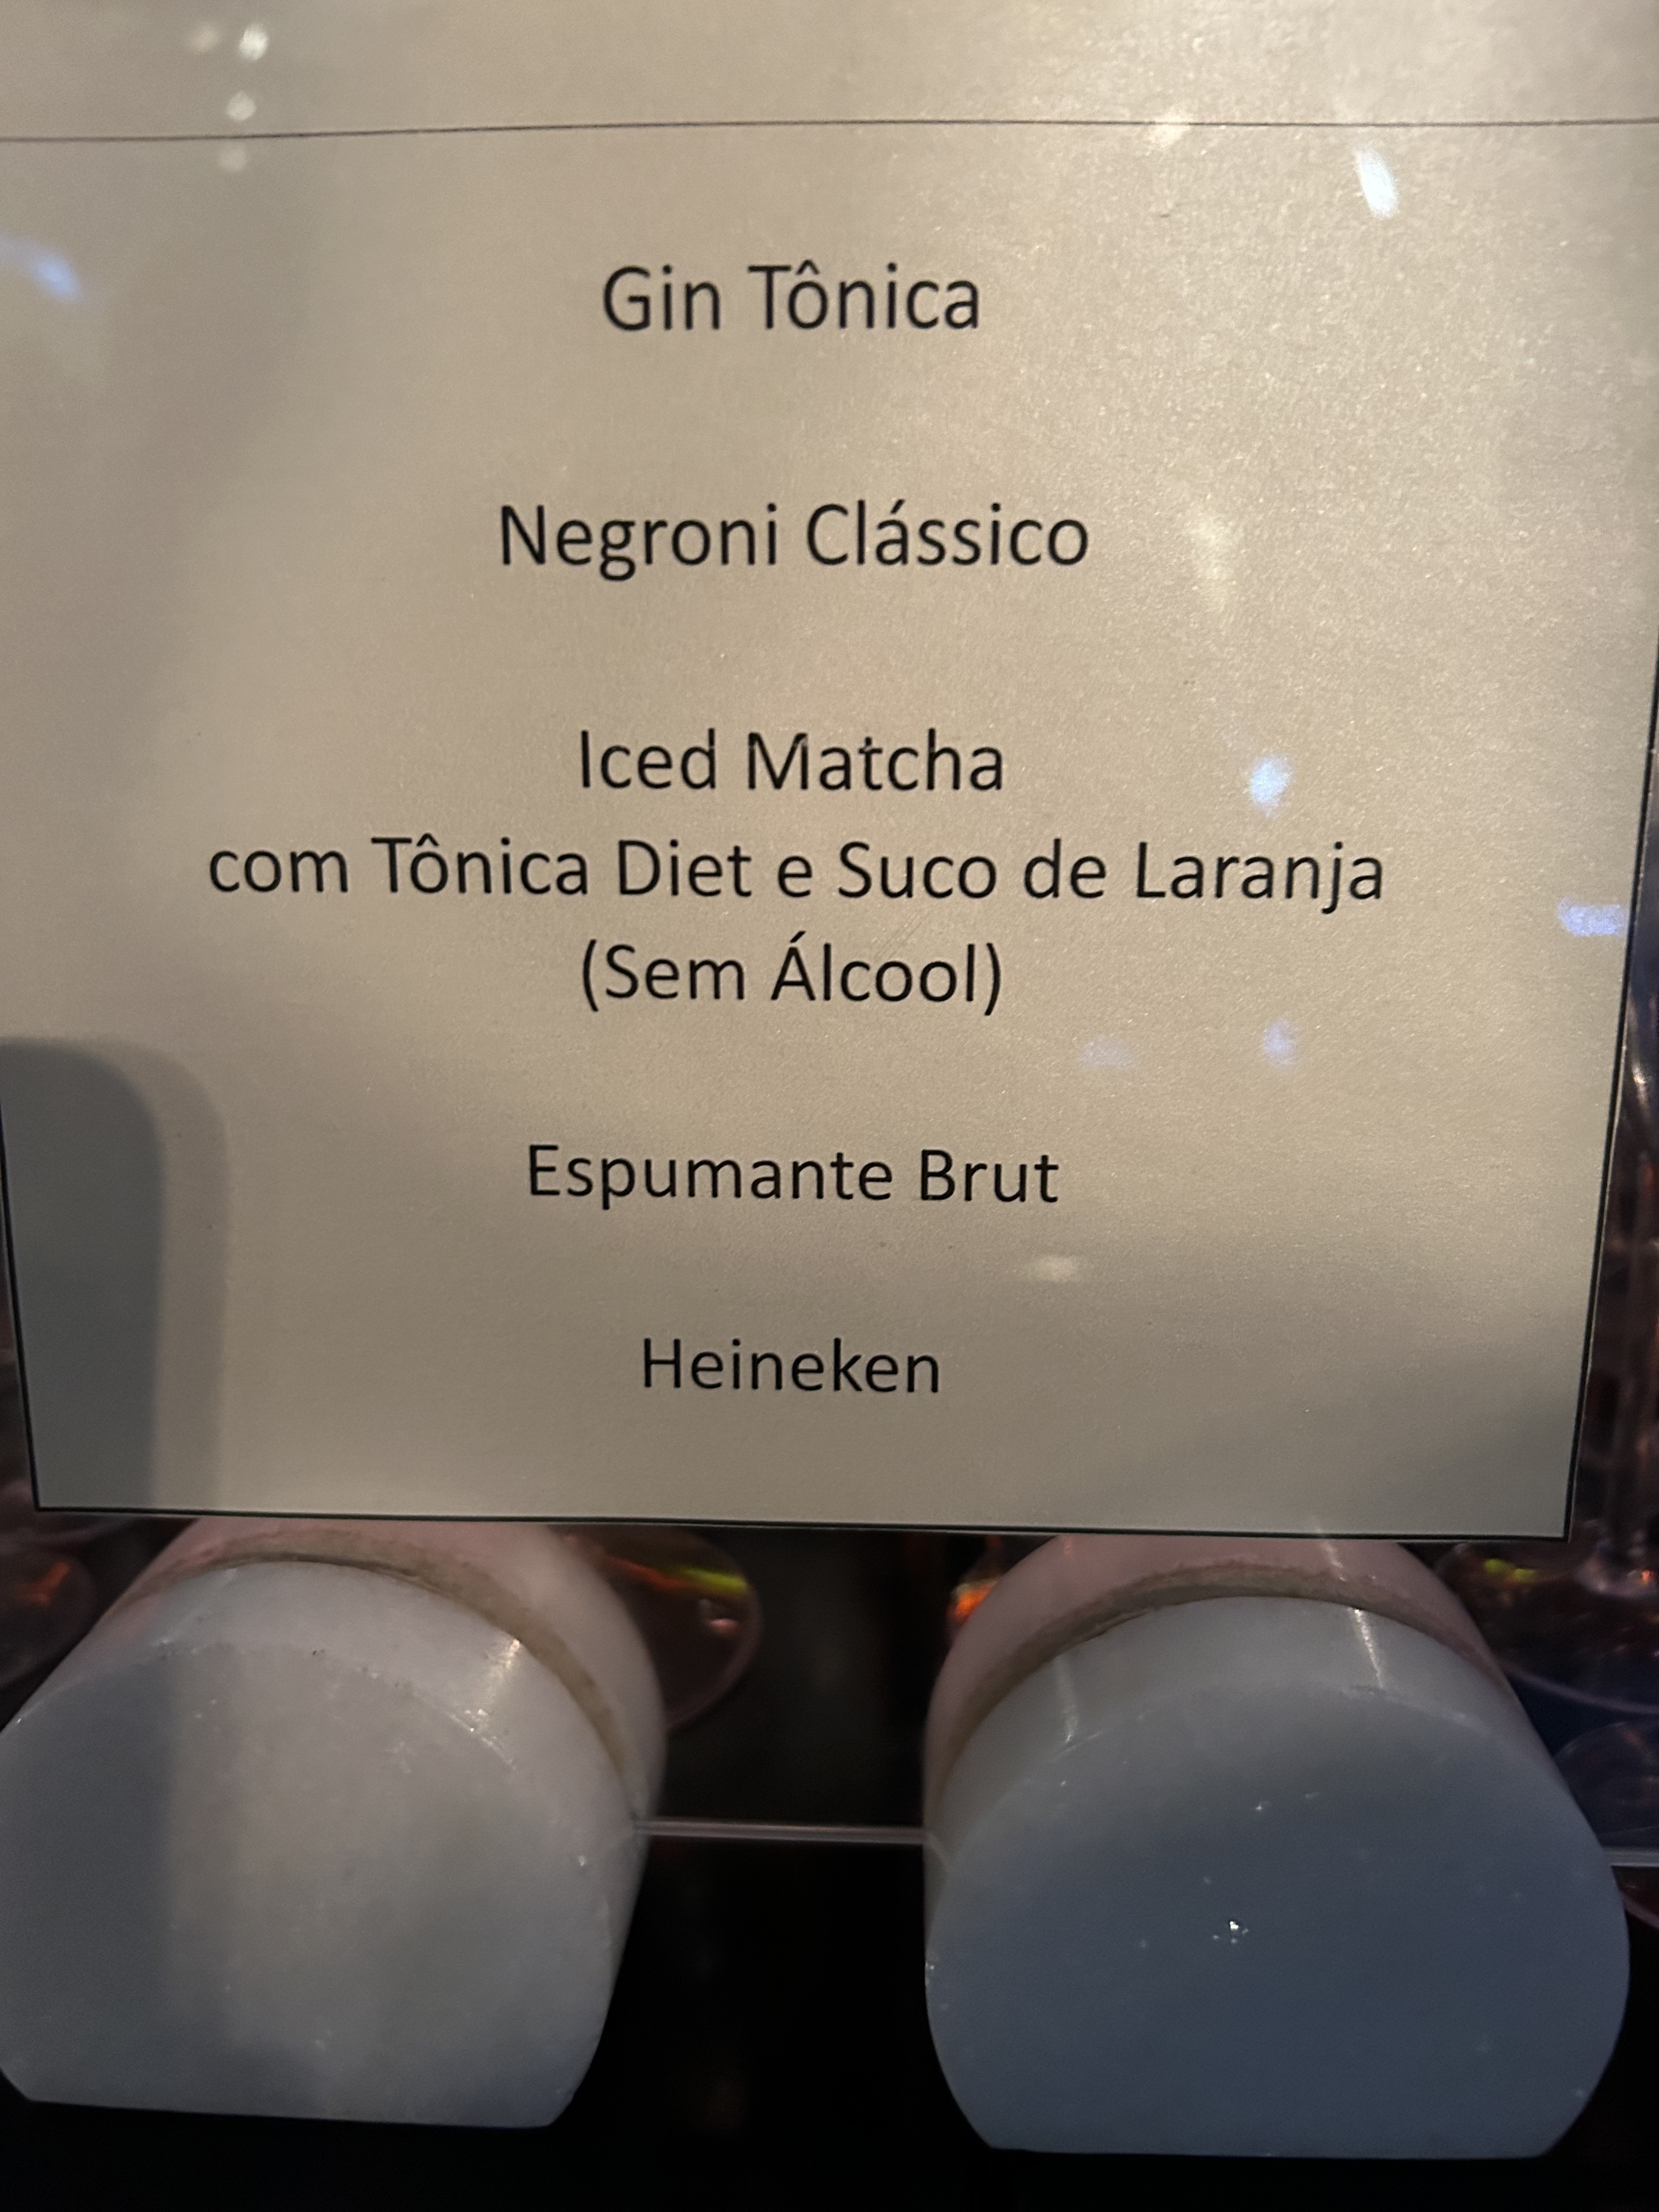 Gin Tônica
Negroni Clássico
Iced Matcha
com Tônica Diet e Suco de Laranja
(Sem Álcool)
Espumante Brut
Heineken